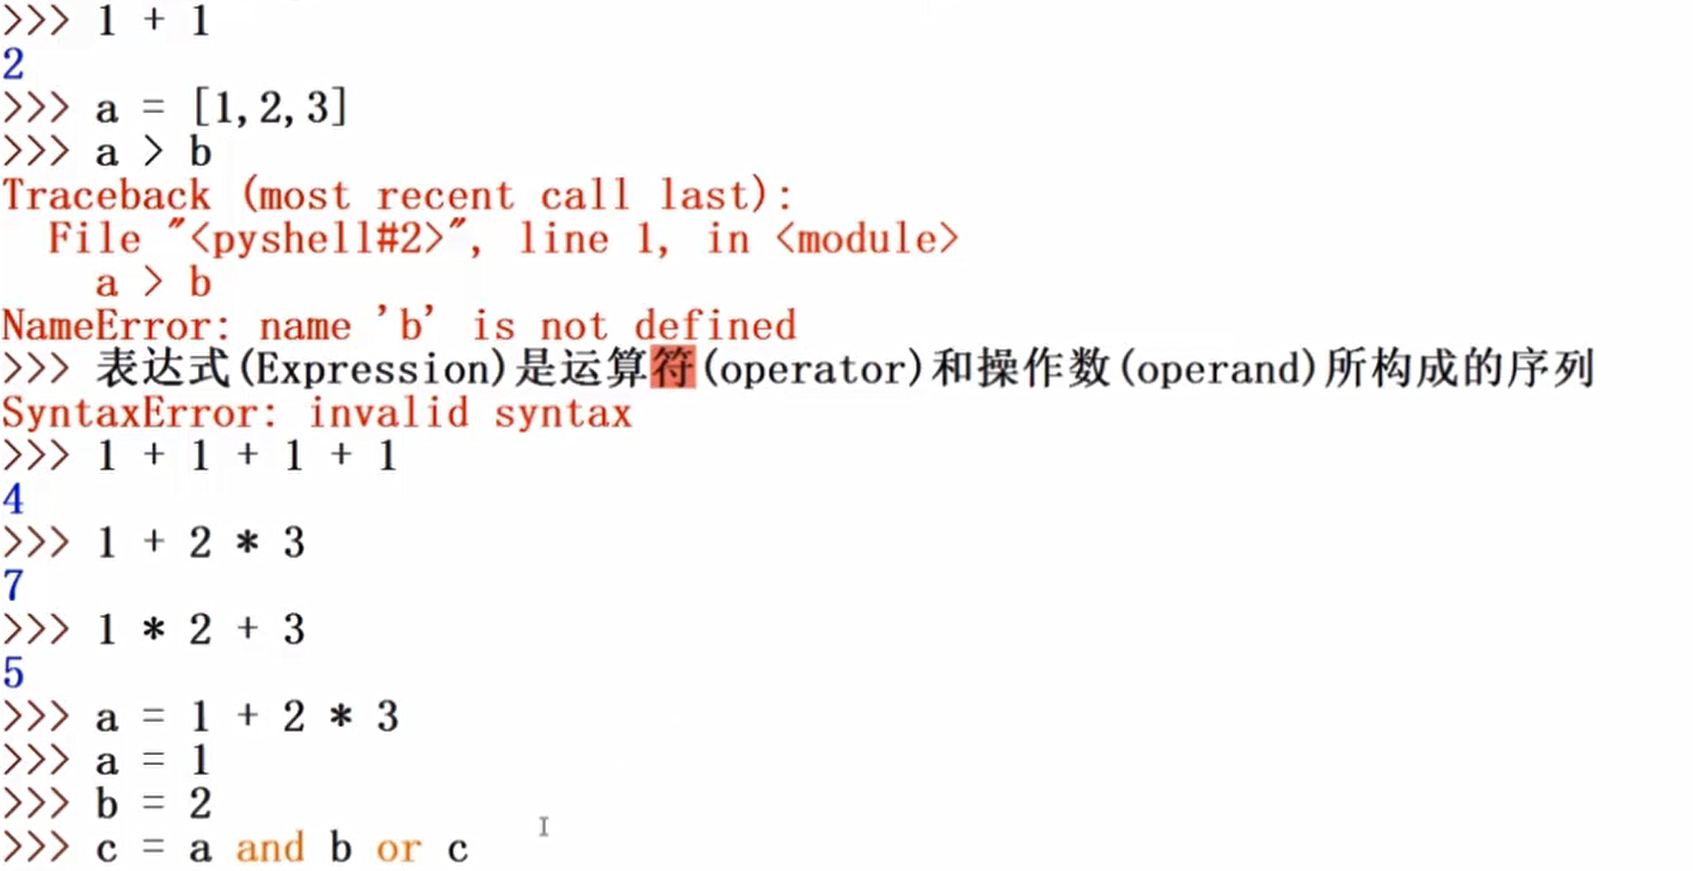 >>> 1 + 1
2
>>> a = [1,2,3]
>>> a > b
Traceback (most recent call last):
  File "<pyshell#2>", line 1, in <module>
    a > b
NameError: name 'b' is not defined
>>> 表达式(Expression)是运算符(operator)和操作数(operand)所构成的序列
SyntaxError: invalid syntax
>>> 1 + 1 + 1 + 1
4
>>> 1 + 2 * 3
7
>>> 1 * 2 + 3
5
>>> a = 1 + 2 * 3
>>> a = 1
>>> b = 2
>>> c = a and b or c